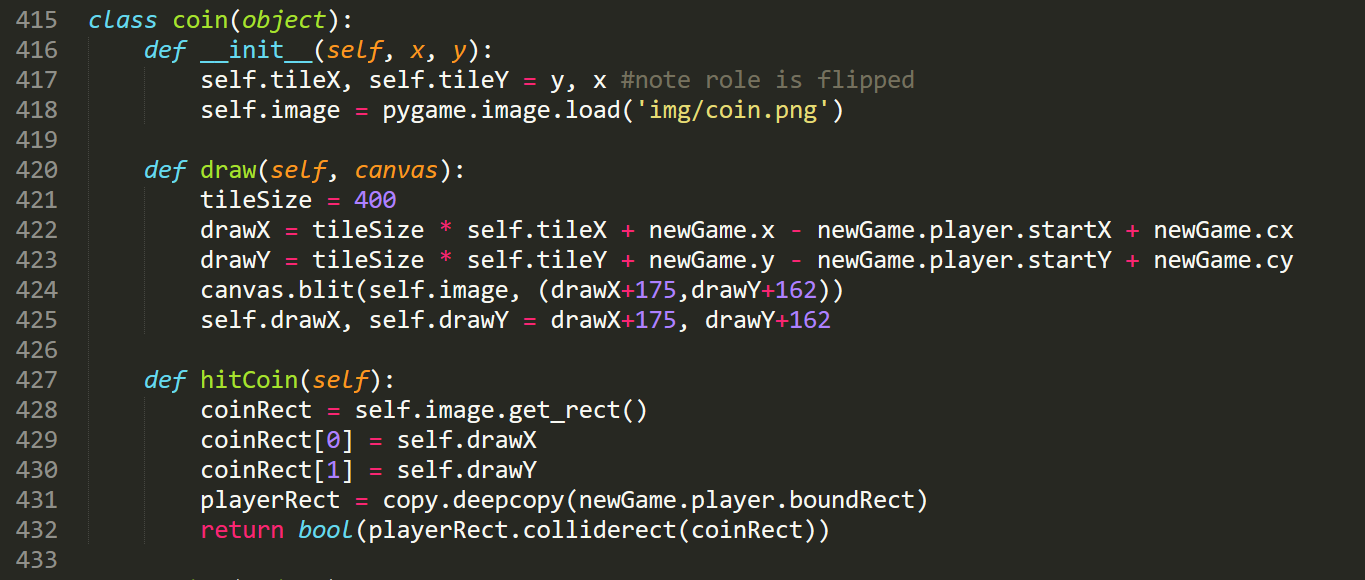 415 class coin(object):
416     def __init__(self, x, y):
417         self.tileX, self.tileY = y, x #note role is flipped
418         self.image = pygame.image.load('img/coin.png')
419
420     def draw(self, canvas):
421         tileSize = 400
422         drawX = tileSize * self.tileX + newGame.x - newGame.player.startX + newGame.cx
423         drawY = tileSize * self.tileY + newGame.y - newGame.player.startY + newGame.cy
424         canvas.blit(self.image, (drawX+175,drawY+162))
425         self.drawX, self.drawY = drawX+175, drawY+162
426
427     def hitCoin(self):
428         coinRect = self.image.get_rect()
429         coinRect[0] = self.drawX
430         coinRect[1] = self.drawY
431         playerRect = copy.deepcopy(newGame.player.boundRect)
432         return bool(playerRect.colliderect(coinRect))
433